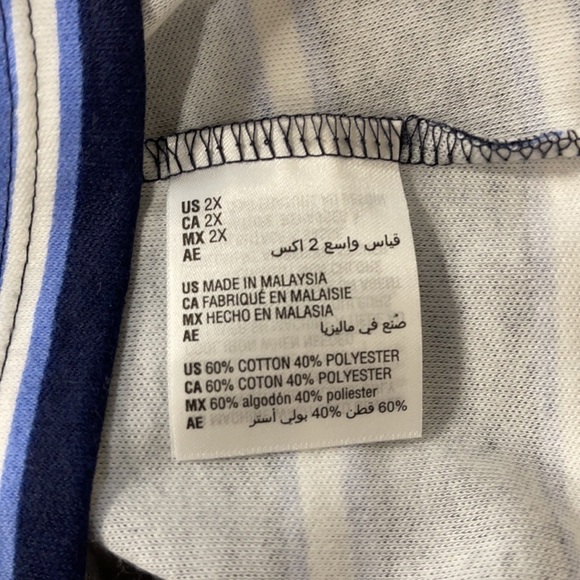 US 2X
CA 2X
MX 2X
AE قياس واسع 2 اكس
US MADE IN MALAYSIA
CA FABRIQUÉ EN MALAISIE
MX HECHO EN MALASIA
AE صُنع في ماليزيا
US 60% COTTON 40% POLYESTER
CA 60% COTON 40% POLYESTER
MX 60% algodón 40% poliester
AE 60% قطن 40% بولي أستر